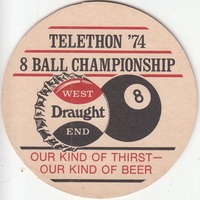 TELETHON '74
8 BALL CHAMPIONSHIP
WEST
8
Draught
END
OUR KIND OF THIRST—
OUR KIND OF BEER